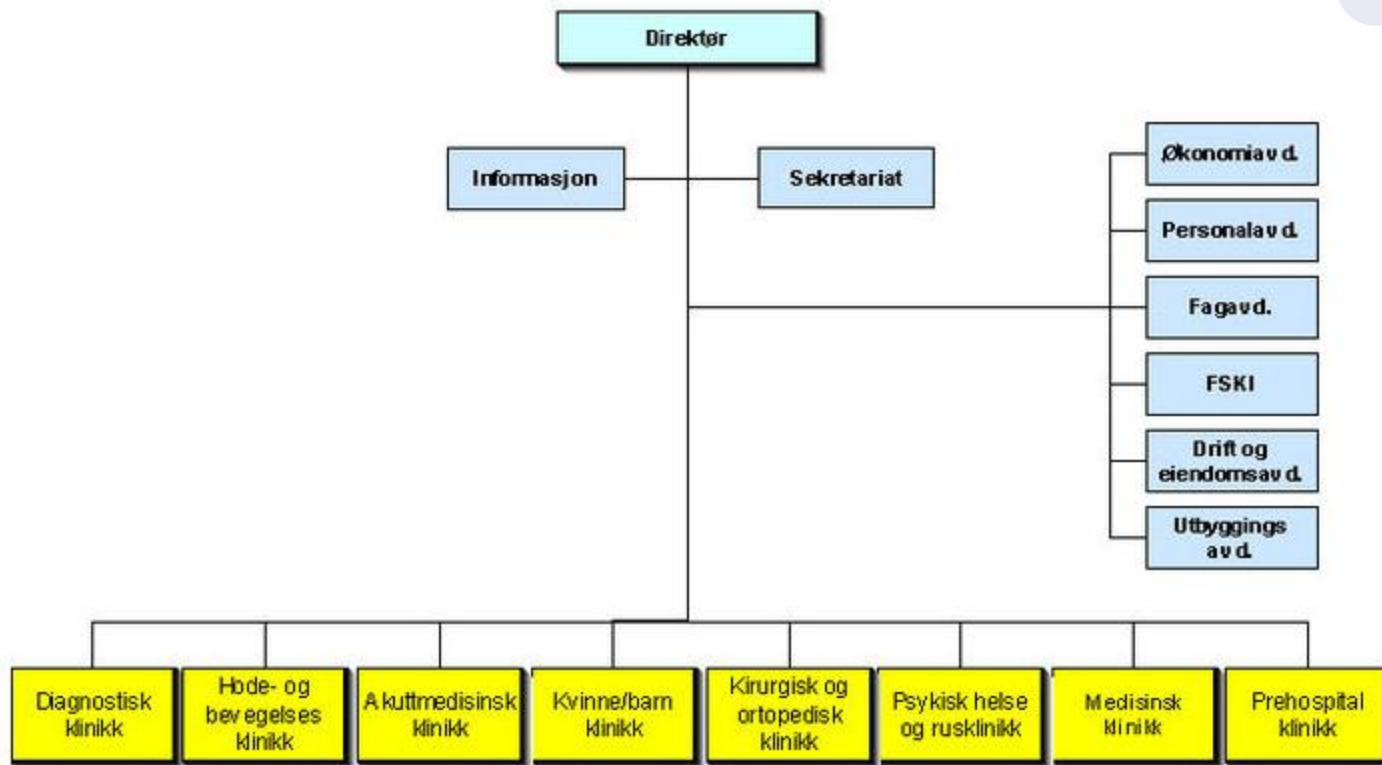 Direktør
Informasjon
Sekretariat
Økonomiavd.
Personalavd.
Fagavd.
FSKI
Drift og
eiendomsavd.
Utbyggings
avd.
Diagnostisk
klinikk
Hode- og
bevegelses
klinikk
Akuttmedisinsk
klinikk
Kvinne/barn
klinikk
Kirurgisk og
ortopedisk
klinikk
Psykisk helse
og rusklinikk
Medisinsk
klinikk
Prehospital
klinikk